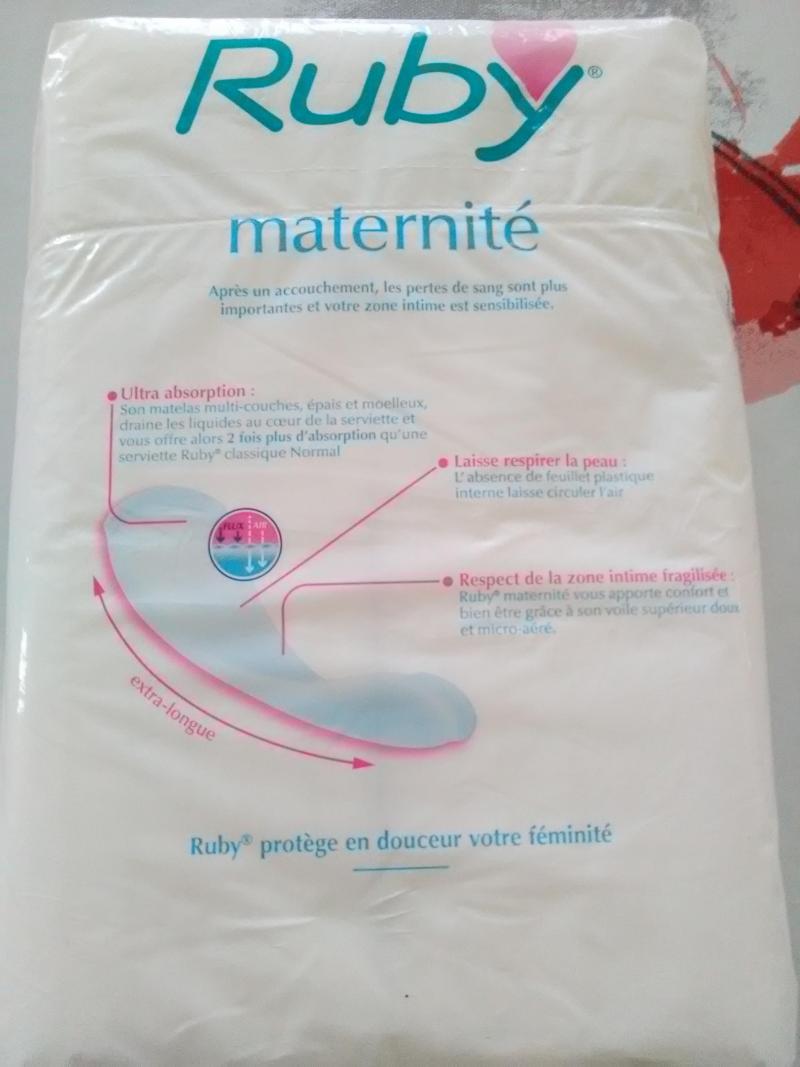 Ruby®
maternité
Après un accouchement, les pertes de sang sont plus
importantes et votre zone intime est sensibilisée.
Ultra absorption :
Son matelas multi-couches, épais et moelleux,
draine les liquides au cœur de la serviette et
vous offre alors 2 fois plus d'absorption qu'une
serviette Ruby® classique Normal
Laisse respirer la peau :
L'absence de feuillet plastique
interne laisse circuler l'air
FLUX AIR
Respect de la zone intime fragilisée :
Ruby® maternité vous apporte confort et
bien être grâce à son voile supérieur doux
et micro-aéré.
extra-longue
Ruby® protège en douceur votre féminité